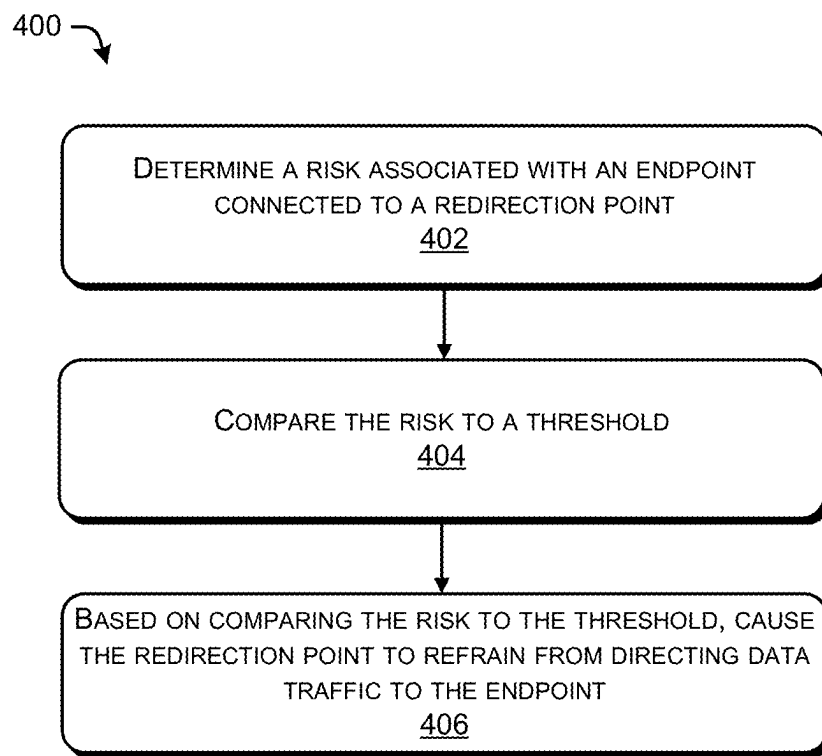 400
DETERMINE A RISK ASSOCIATED WITH AN ENDPOINT
CONNECTED TO A REDIRECTION POINT
402
COMPARE THE RISK TO A THRESHOLD
404
BASED ON COMPARING THE RISK TO THE THRESHOLD, CAUSE
THE REDIRECTION POINT TO REFRAIN FROM DIRECTING DATA
TRAFFIC TO THE ENDPOINT
406